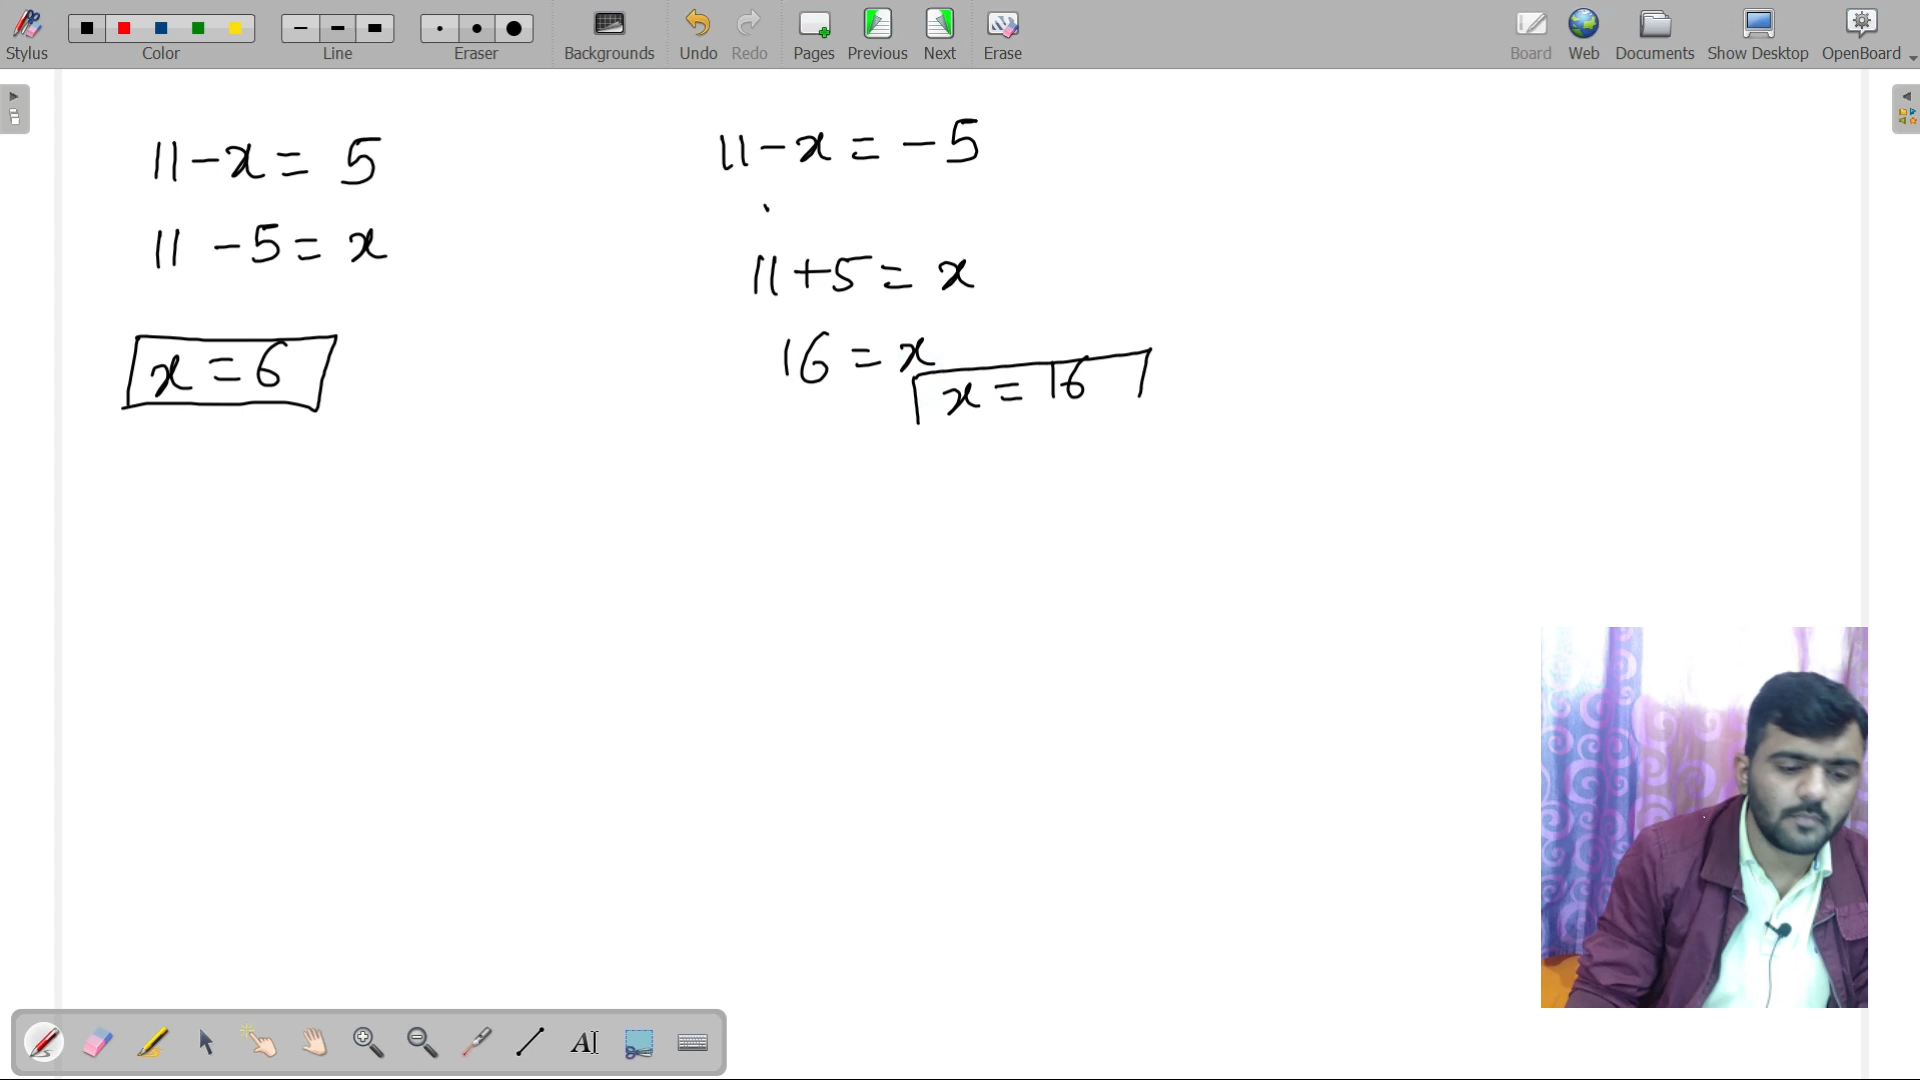 Stylus Color Line Eraser Backgrounds Undo Redo Pages Previous Next Erase Board Web Documents Show Desktop OpenBoard
11 - x = 5
11 - 5 = x
x = 6
11 - x = -5
11 + 5 = x
16 = x
x = 16
AI